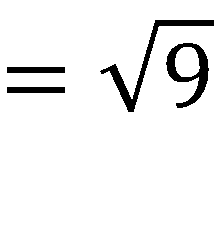 = √9